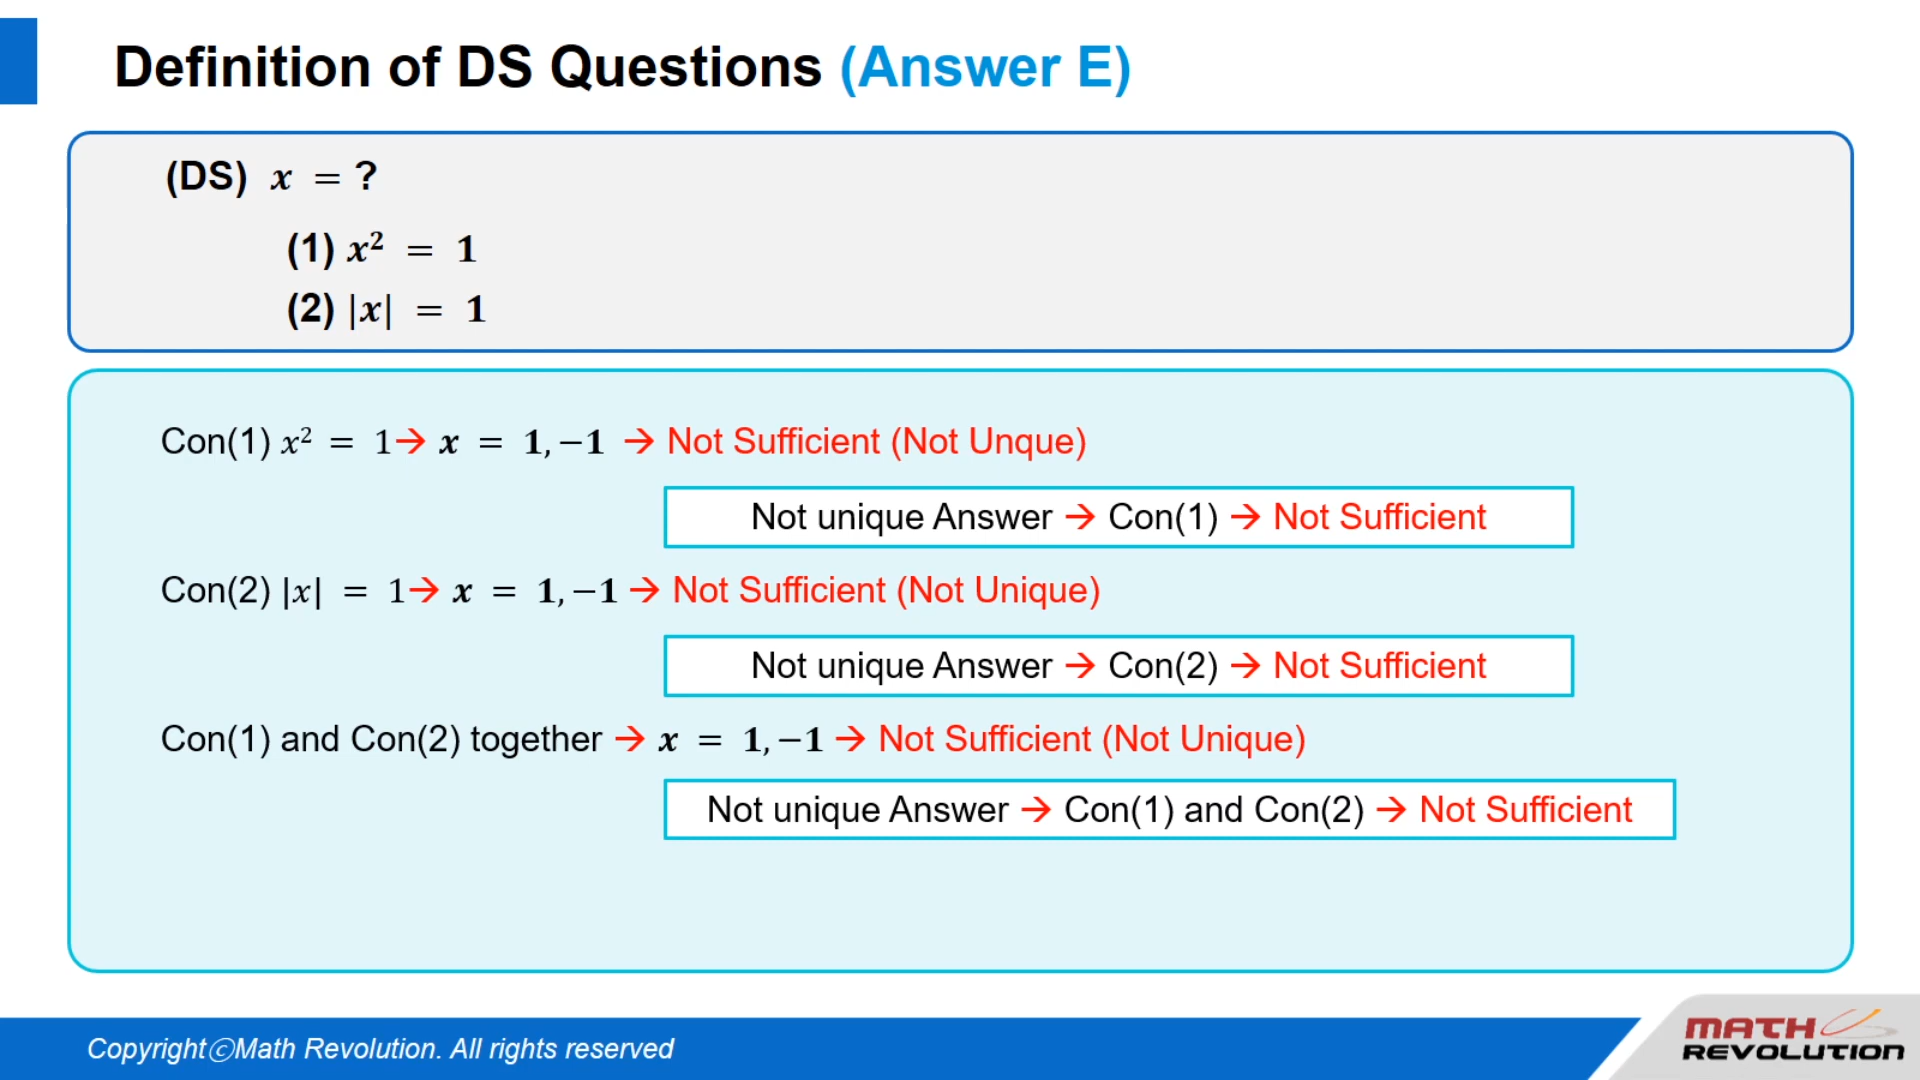 Definition of DS Questions (Answer E)
(DS) x = ?
(1) x² = 1
(2) |x| = 1
Con(1) x² = 1→ x = 1,−1 → Not Sufficient (Not Unque)
Not unique Answer → Con(1) → Not Sufficient
Con(2) |x| = 1→ x = 1,−1 → Not Sufficient (Not Unique)
Not unique Answer → Con(2) → Not Sufficient
Con(1) and Con(2) together → x = 1,−1 → Not Sufficient (Not Unique)
Not unique Answer → Con(1) and Con(2) → Not Sufficient
CopyrightⓒMath Revolution. All rights reserved
MATH
REVOLUTION